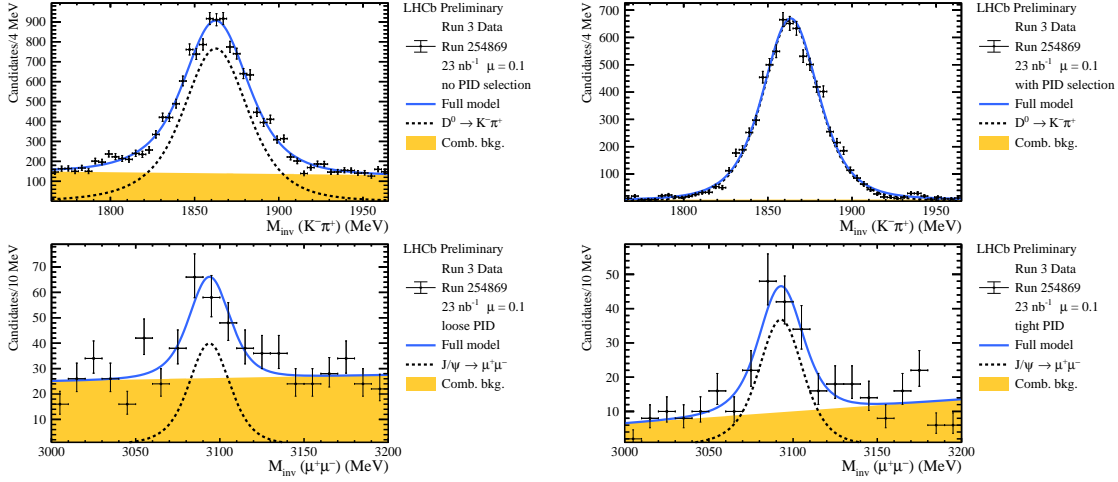 Candidates/4 MeV
900
800
700
600
500
400
300
200
100
1800 1850 1900 1950
M_inv (K⁻π⁺) (MeV)
LHCb Preliminary
Run 3 Data
Run 254869
23 nb⁻¹ μ = 0.1
no PID selection
Full model
D⁰ → K⁻π⁺
Comb. bkg.
Candidates/4 MeV
700
600
500
400
300
200
100
1800 1850 1900 1950
M_inv (K⁻π⁺) (MeV)
LHCb Preliminary
Run 3 Data
Run 254869
23 nb⁻¹ μ = 0.1
with PID selection
Full model
D⁰ → K⁻π⁺
Comb. bkg.
Candidates/10 MeV
70
60
50
40
30
20
10
3000 3050 3100 3150 3200
M_inv (μ⁺μ⁻) (MeV)
LHCb Preliminary
Run 3 Data
Run 254869
23 nb⁻¹ μ = 0.1
loose PID
Full model
J/ψ → μ⁺μ⁻
Comb. bkg.
Candidates/10 MeV
50
40
30
20
10
3000 3050 3100 3150 3200
M_inv (μ⁺μ⁻) (MeV)
LHCb Preliminary
Run 3 Data
Run 254869
23 nb⁻¹ μ = 0.1
tight PID
Full model
J/ψ → μ⁺μ⁻
Comb. bkg.